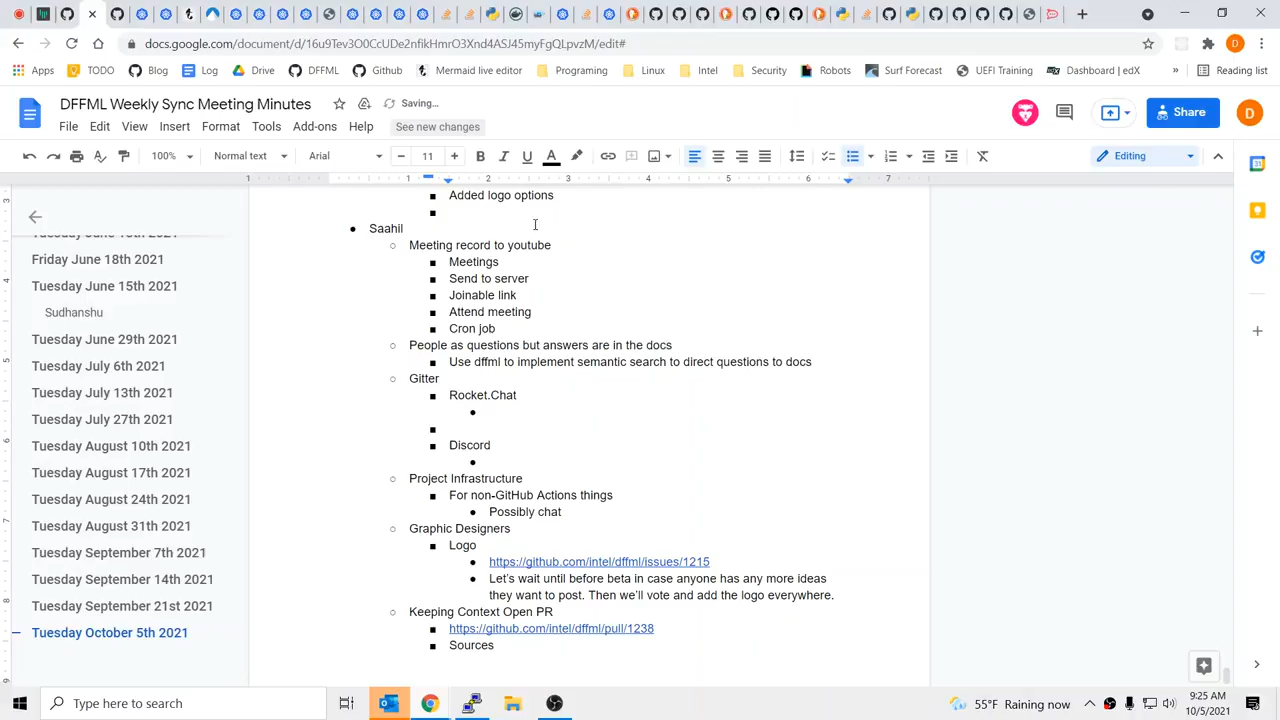 docs.google.com/document/d/16u9Tev3O0CcUDe2nfikHmrO3Xnd4ASJ45myFgQLpvzM/edit#
Apps TODO Blog Log Drive DFFML Github Mermaid live editor Programing Linux Intel Security Robots Surf Forecast UEFI Training Dashboard | edX » Reading list
DFFML Weekly Sync Meeting Minutes Saving…
File Edit View Insert Format Tools Add-ons Help See new changes Share D
100% Normal text Arial 11 Editing
1 1 2 3 4 5 6 7
Added logo options
Saahil
Meeting record to youtube
Meetings
Send to server
Joinable link
Attend meeting
Cron job
People as questions but answers are in the docs
Use dffml to implement semantic search to direct questions to docs
Gitter
Rocket.Chat
Discord
Project Infrastructure
For non-GitHub Actions things
Possibly chat
Graphic Designers
Logo
https://github.com/intel/dffml/issues/1215
Let's wait until before beta in case anyone has any more ideas
they want to post. Then we'll vote and add the logo everywhere.
Keeping Context Open PR
https://github.com/intel/dffml/pull/1238
Sources
Friday June 18th 2021
Tuesday June 15th 2021
Sudhanshu
Tuesday June 29th 2021
Tuesday July 6th 2021
Tuesday July 13th 2021
Tuesday July 27th 2021
Tuesday August 10th 2021
Tuesday August 17th 2021
Tuesday August 24th 2021
Tuesday August 31th 2021
Tuesday September 7th 2021
Tuesday September 14th 2021
Tuesday September 21st 2021
Tuesday October 5th 2021
Type here to search
55°F Raining now
9:25 AM
10/5/2021